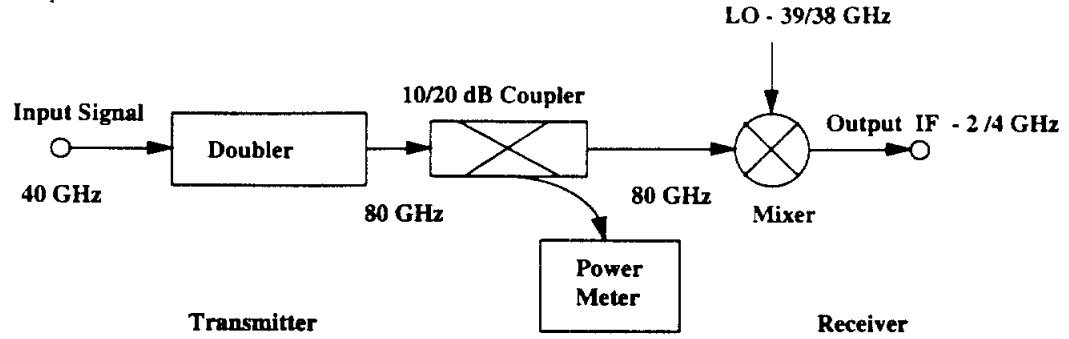 LO - 39/38 GHz
10/20 dB Coupler
Input Signal
Doubler
Output IF - 2 /4 GHz
40 GHz
80 GHz
80 GHz
Mixer
Power
Meter
Transmitter
Receiver